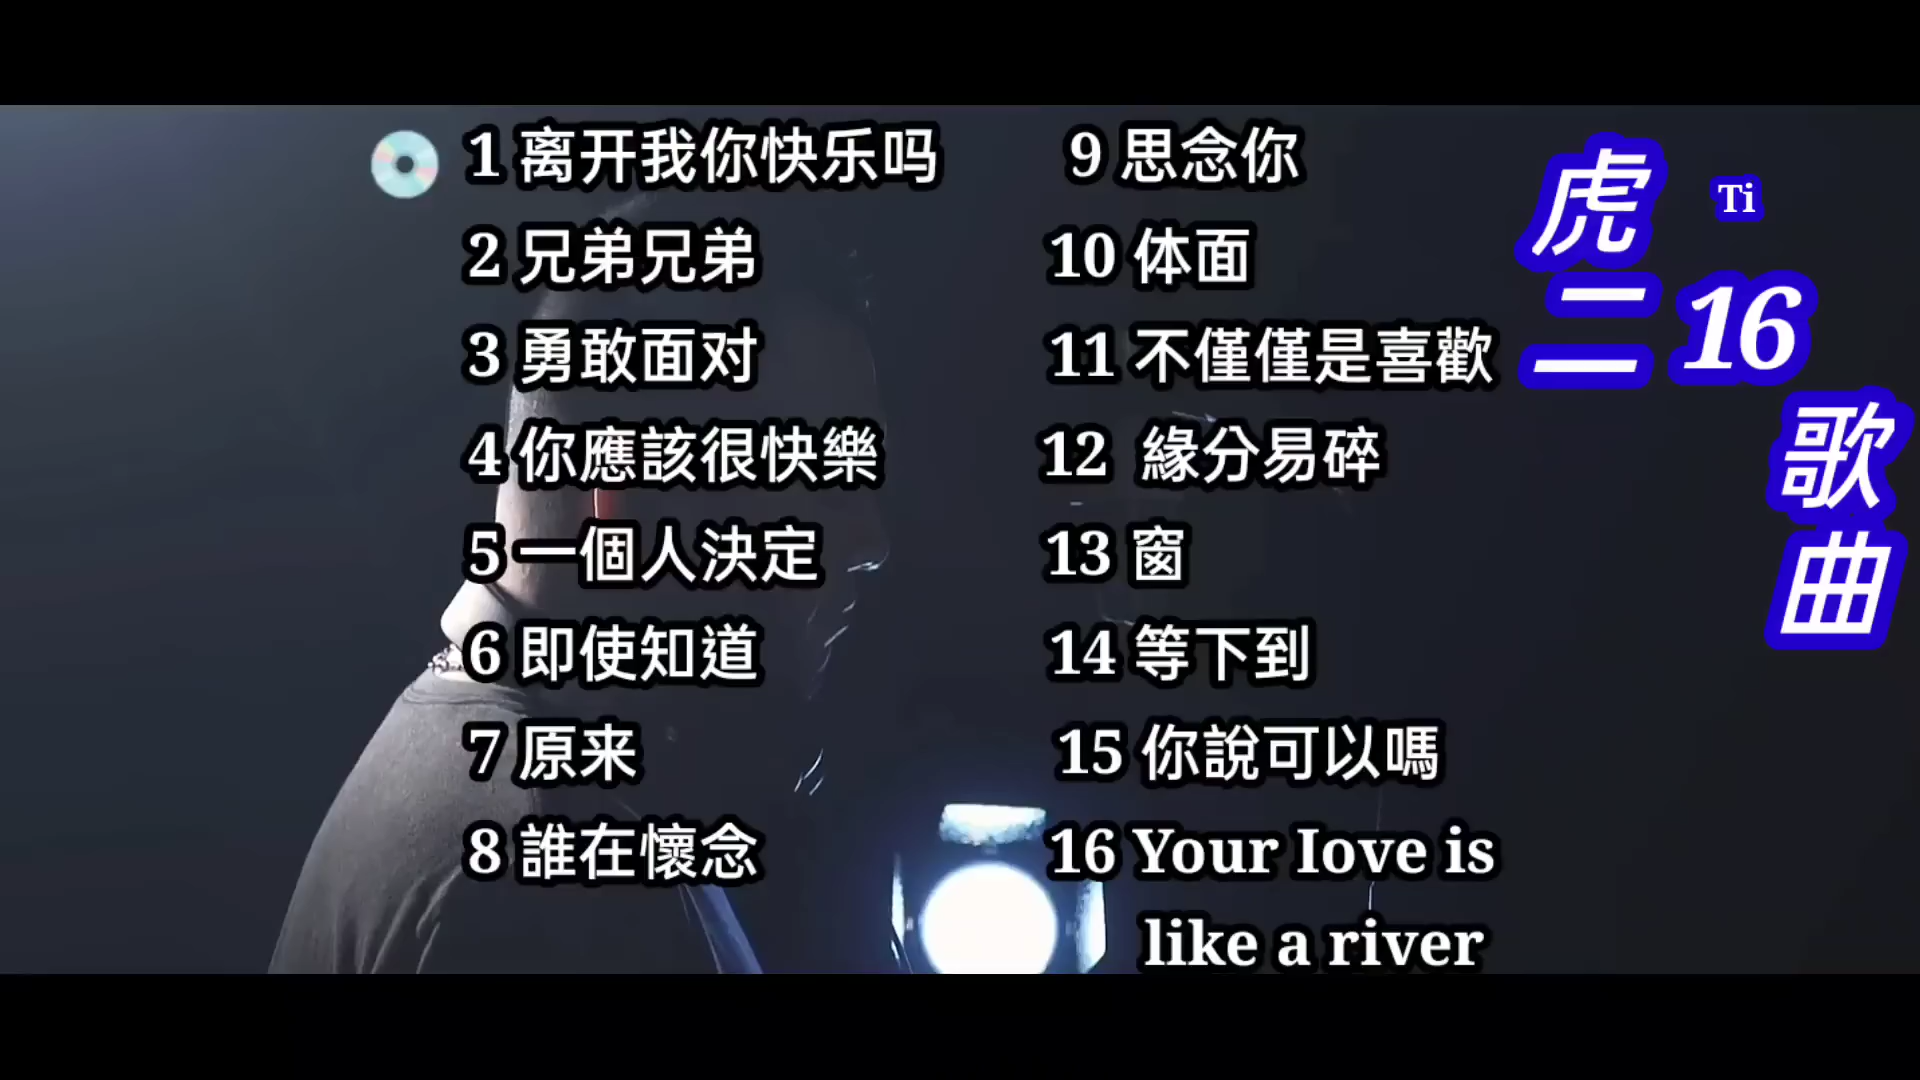 1 离开我你快乐吗
2 兄弟兄弟
3 勇敢面对
4 你應該很快樂
5 一個人決定
6 即使知道
7 原来
8 誰在懷念
9 思念你
10 体面
11 不僅僅是喜歡
12 緣分易碎
13 窗
14 等下到
15 你說可以嗎
16 Your Iove is
like a river
虎二
Ti
16
歌曲